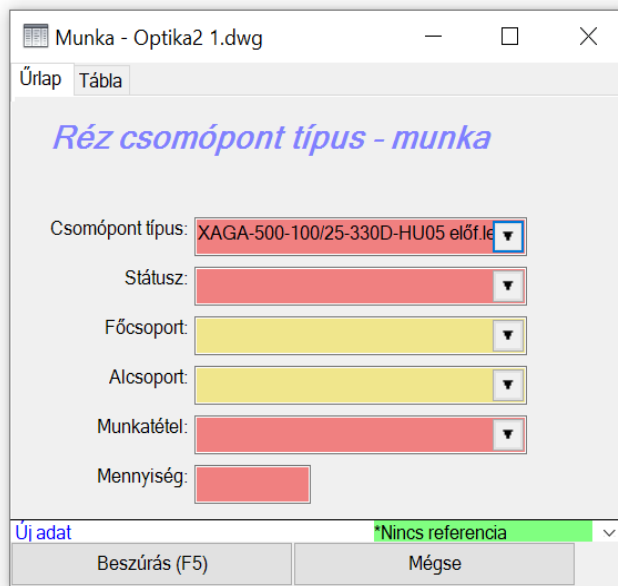 Munka - Optika2 1.dwg
Űrlap Tábla
Réz csomópont típus - munka
Csomópont típus: XAGA-500-100/25-330D-HU05 előf.le
Státusz:
Főcsoport:
Alcsoport:
Munkatétel:
Mennyiség:
Új adat *Nincs referencia
Beszúrás (F5) Mégse